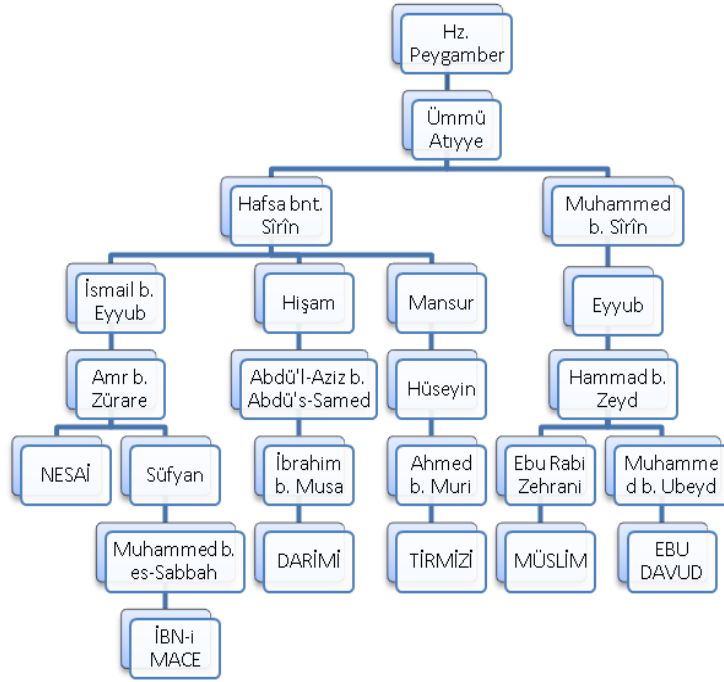 Hz.
Peygamber
Ümmü
Atıyye
Hafsa bnt.
Sîrîn
Muhammed
b. Sîrîn
İsmail b.
Eyyub
Hişam
Mansur
Eyyub
Amr b.
Zürare
Abdü'l-Aziz b.
Abdü's-Samed
Hüseyin
Hammad b.
Zeyd
NESAİ
Süfyan
İbrahim
b. Musa
Ahmed
b. Muri
Ebu Rabi
Zehrani
Muhamme
d b. Ubeyd
Muhammed b.
es-Sabbah
DARİMİ
TİRMİZİ
MÜSLİM
EBU
DAVUD
İBN-i
MACE